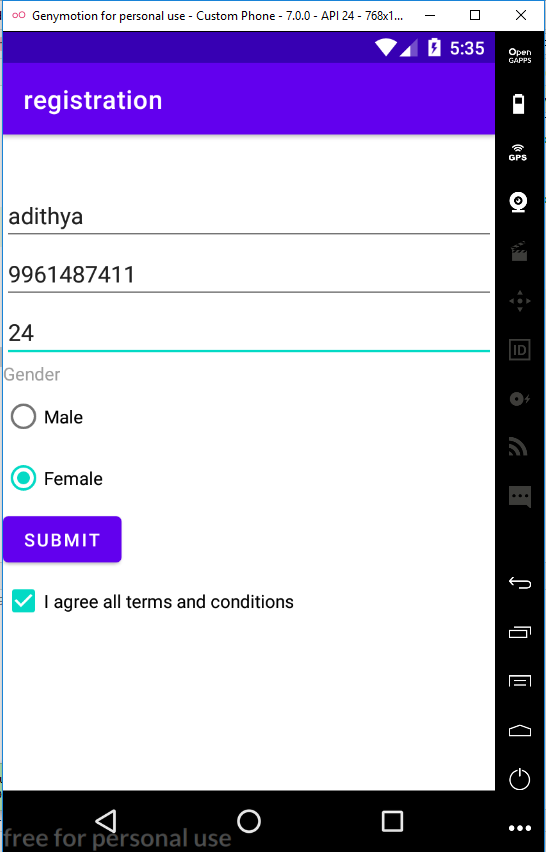 Genymotion for personal use - Custom Phone - 7.0.0 - API 24 - 768x1...
5:35
Open
GAPPS
registration
GPS
adithya
9961487411
24
Gender
Male
ID
Female
SUBMIT
I agree all terms and conditions
free for personal use